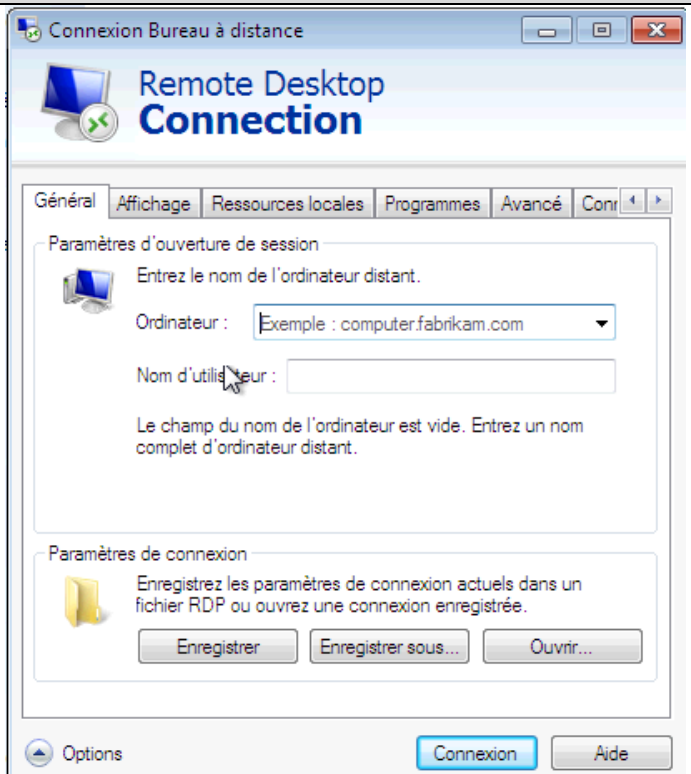 Connexion Bureau à distance
Remote Desktop
Connection
Général Affichage Ressources locales Programmes Avancé Conr
Paramètres d'ouverture de session
Entrez le nom de l'ordinateur distant.
Ordinateur : Exemple : computer.fabrikam.com
Nom d'utilisateur :
Le champ du nom de l'ordinateur est vide. Entrez un nom
complet d'ordinateur distant.
Paramètres de connexion
Enregistrez les paramètres de connexion actuels dans un
fichier RDP ou ouvrez une connexion enregistrée.
Enregistrer Enregistrer sous... Ouvrir...
Options Connexion Aide